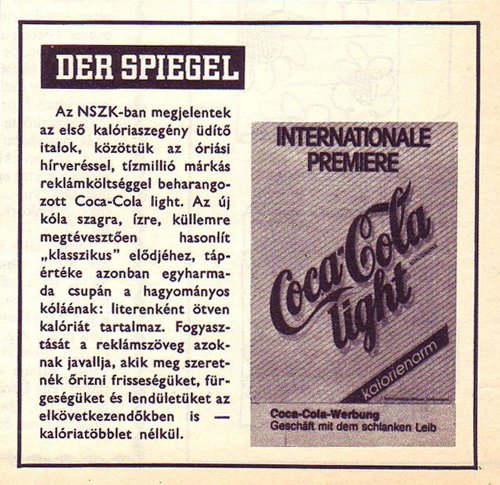 DER SPIEGEL
Az NSZK-ban megjelentek
az első kalóriaszegény üdítő
italok, közöttük az óriási
hírveréssel, tízmillió márkás
reklámköltséggel beharango-
zott Coca-Cola light. Az új
kóla szagra, ízre, küllemre
megtévesztően hasonlít
„klasszikus” elődjéhez, táp-
értéke azonban egyharma-
da csupán a hagyományos
kóláénak: literenként ötven
kalóriát tartalmaz. Fogyasz-
tását a reklámszöveg azok-
nak javallja, akik meg szeret-
nék őrizni frisseségüket, für-
geségüket és lendületüket az
elkövetkezendőkben is —
kalóriatöbblet nélkül.
INTERNATIONALE
PREMIERE
Coca-Cola
light
kalorienarm
Coca-Cola-Werbung
Geschäft mit dem schlanken Leib